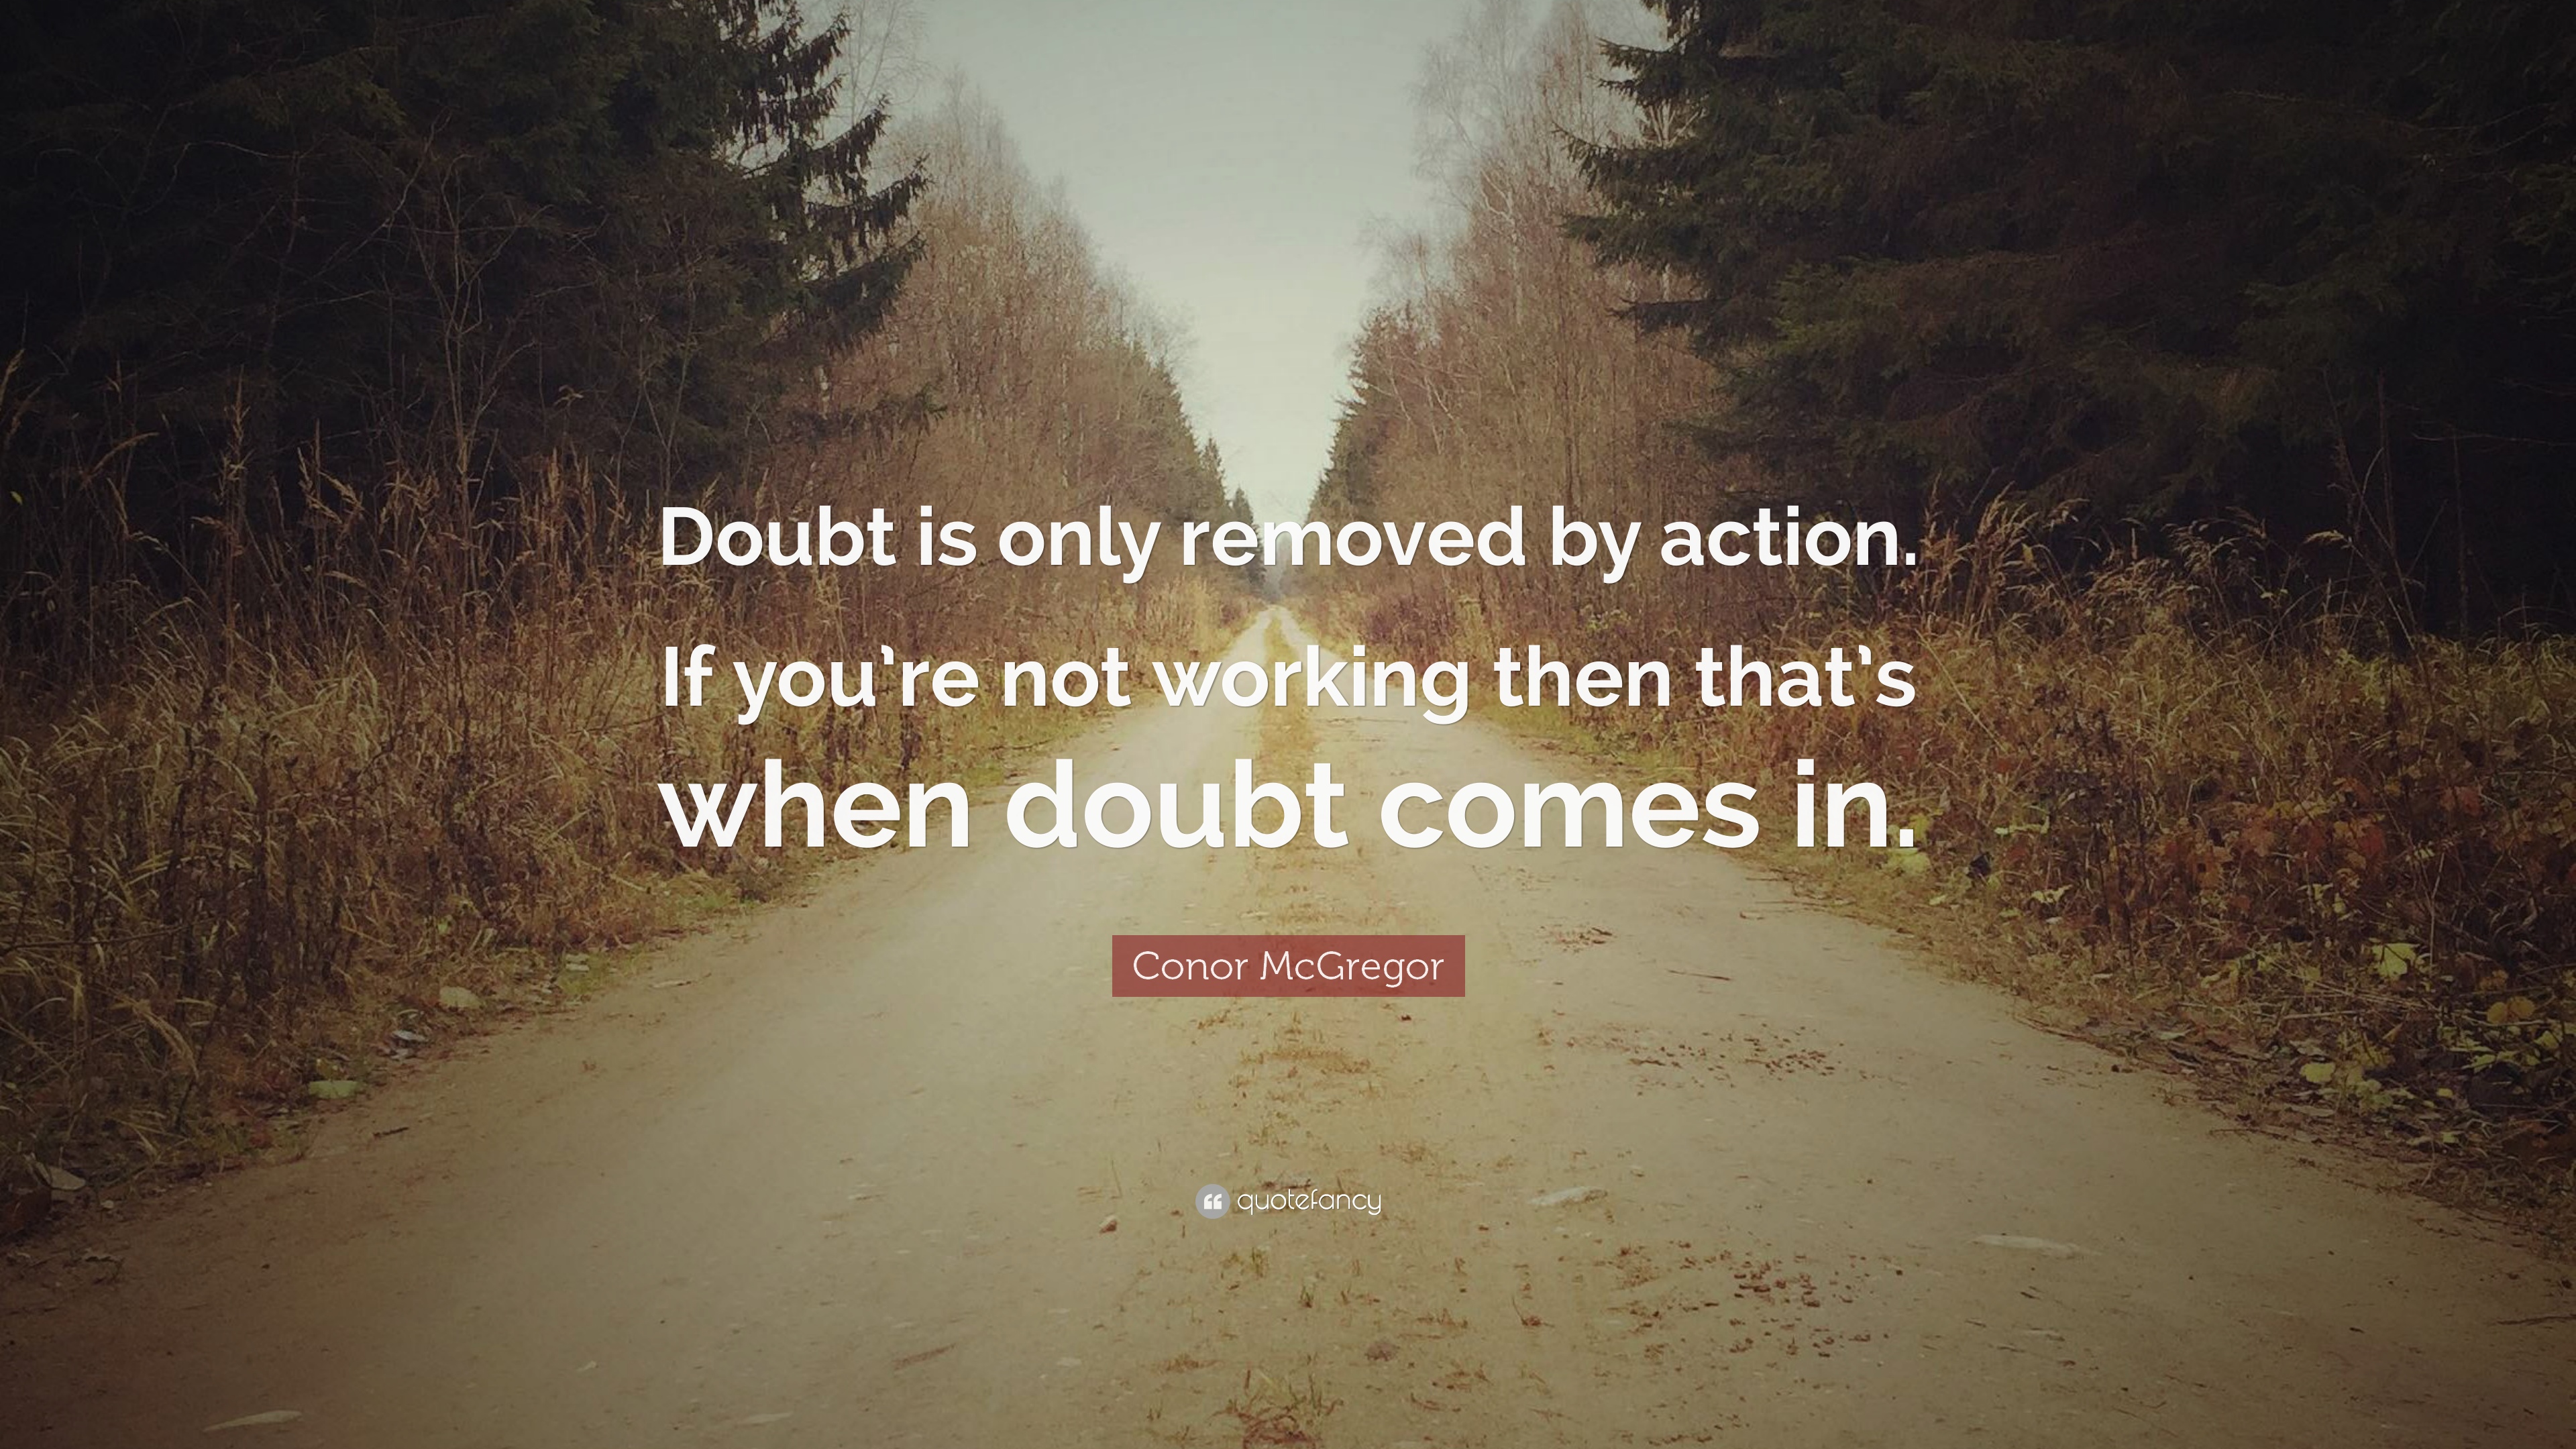 Doubt is only removed by action.
If you’re not working then that’s
when doubt comes in.
Conor McGregor
quotefancy